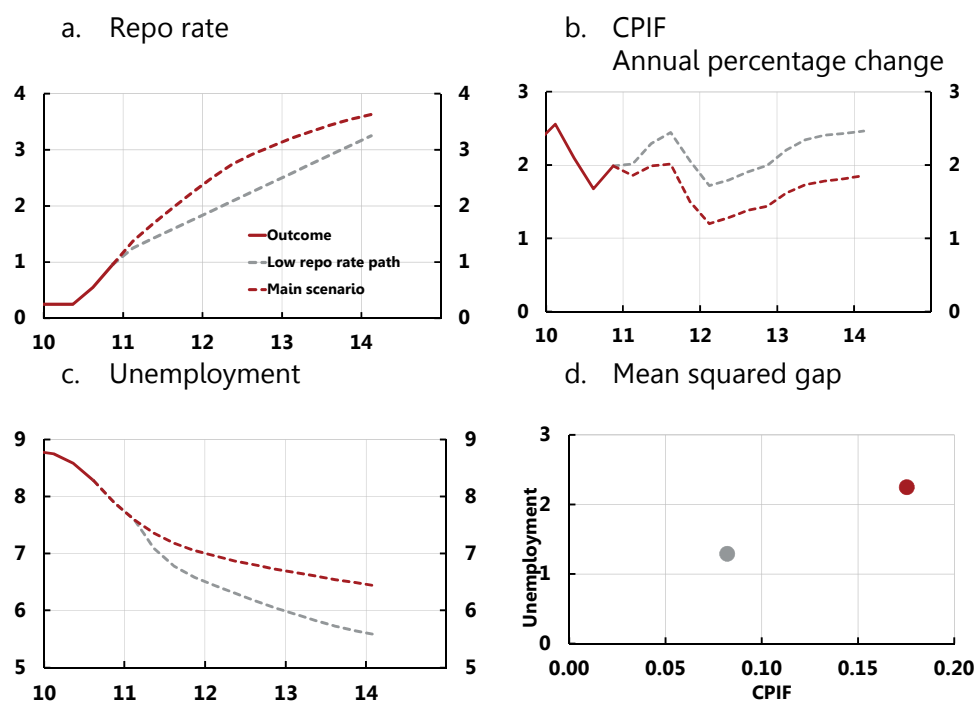 a. Repo rate
4 4
3 3
2 2
1 1
0 0
10 11 12 13 14
Outcome
Low repo rate path
Main scenario
b. CPIF
Annual percentage change
3 3
2 2
1 1
0 0
10 11 12 13 14
c. Unemployment
9 9
8 8
7 7
6 6
5 5
10 11 12 13 14
d. Mean squared gap
3
2
1
0
Unemployment
0.00 0.05 0.10 0.15 0.20
CPIF